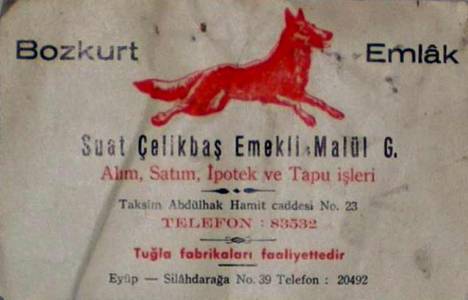 Bozkurt Emlâk
Suat Çelikbaş Emekli Malûl G.
Alım, Satım, İpotek ve Tapu işleri
Taksim Abdülhak Hamit caddesi No. 23
TELEFON : 83532
Tuğla fabrikaları faaliyettedir
Eyüp — Silâhdarağa No. 39 Telefon : 20492